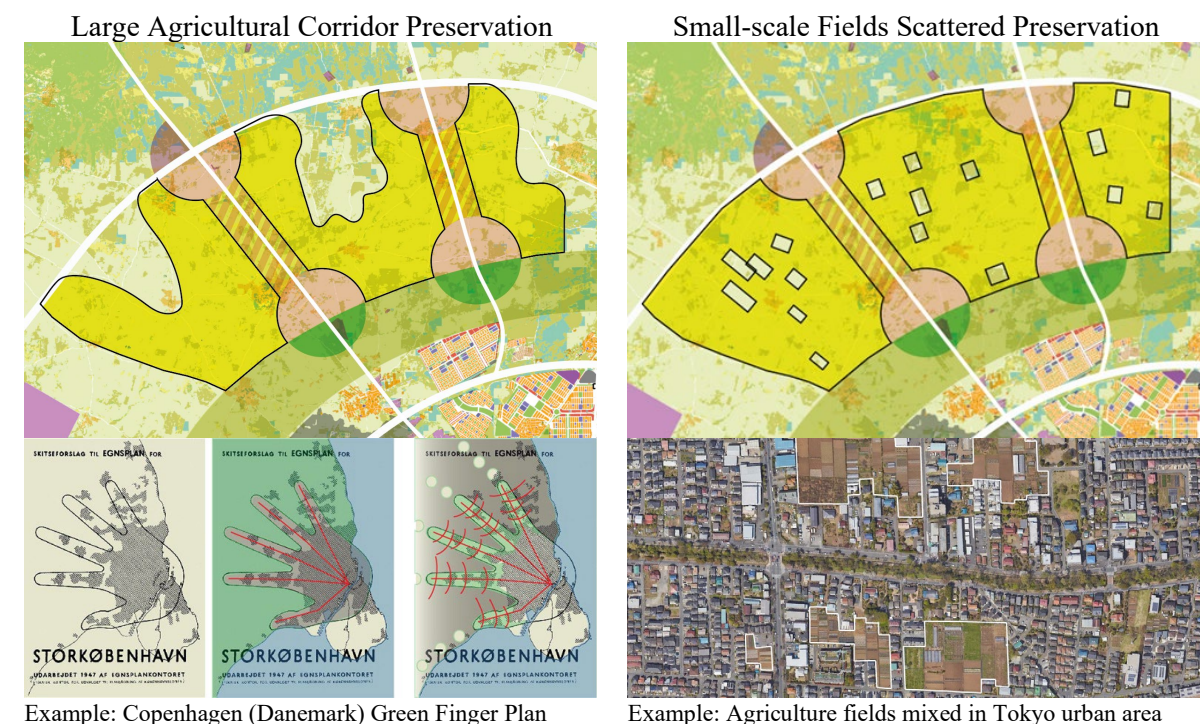 Large Agricultural Corridor Preservation
Small-scale Fields Scattered Preservation
SKITSEFORSLAG TIL EGNSPLAN FOR
STORKØBENHAVN
UDARBEJDET 1947 AF EGNSPLANKONTORET
SKITSEFORSLAG TIL EGNSPLAN FOR
STORKØBENHAVN
UDARBEJDET 1947 AF EGNSPLANKONTORET
SKITSEFORSLAG TIL EGNSPLAN FOR
STORKØBENHAVN
UDARBEJDET 1947 AF EGNSPLANKONTORET
Example: Copenhagen (Danemark) Green Finger Plan
Example: Agriculture fields mixed in Tokyo urban area